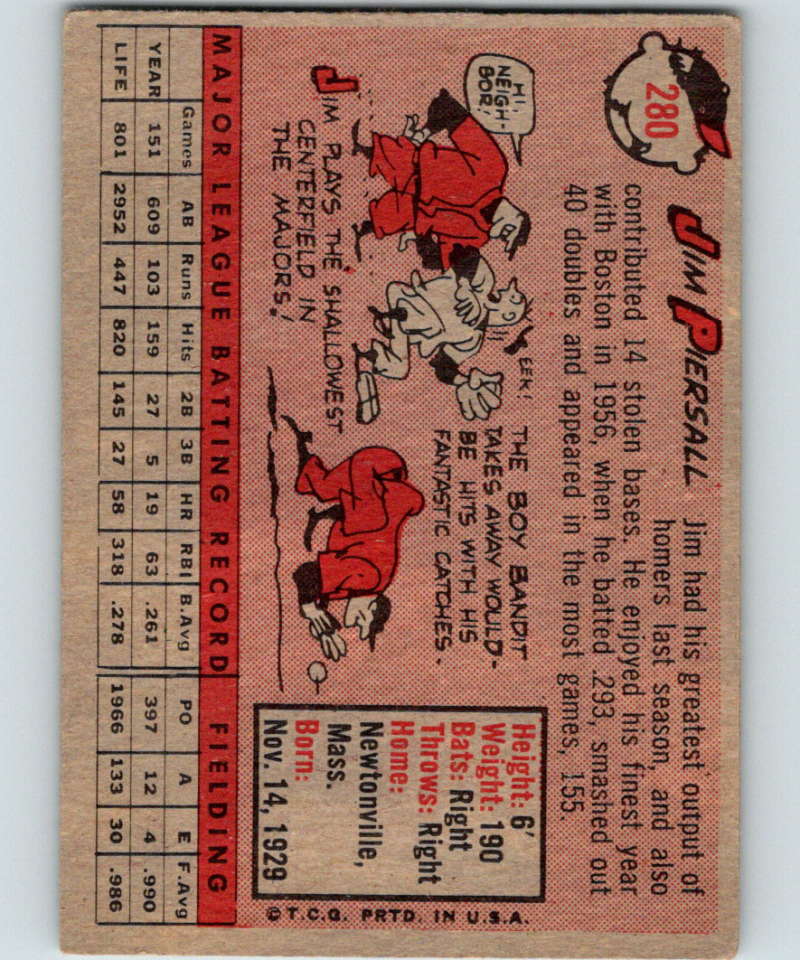 280
JIM PIERSALL
Jim had his greatest output of
homers last season, and also
contributed 14 stolen bases. He enjoyed his finest year
with Boston in 1956, when he batted .293, smashed out
40 doubles and appeared in the most games, 155.
HI,
NEIGH-
BOR!
JIM PLAYS THE SHALLOWEST
CENTERFIELD IN
THE MAJORS!
EEK!
THE BOY BANDIT
TAKES AWAY WOULD-
BE HITS WITH HIS
FANTASTIC CATCHES.
Height: 6'
Weight: 190
Bats: Right
Throws: Right
Home:
Newtonville,
Mass.
Born:
Nov. 14, 1929
©T.C.G. PRTD. IN U.S.A.
MAJOR LEAGUE BATTING RECORD FIELDING
Games AB Runs Hits 2B 3B HR RBI B.Avg PO A E F.Avg
YEAR 151 609 103 159 27 5 19 63 .261 397 12 4 .990
LIFE 801 2952 447 820 145 27 58 318 .278 1966 133 30 .986